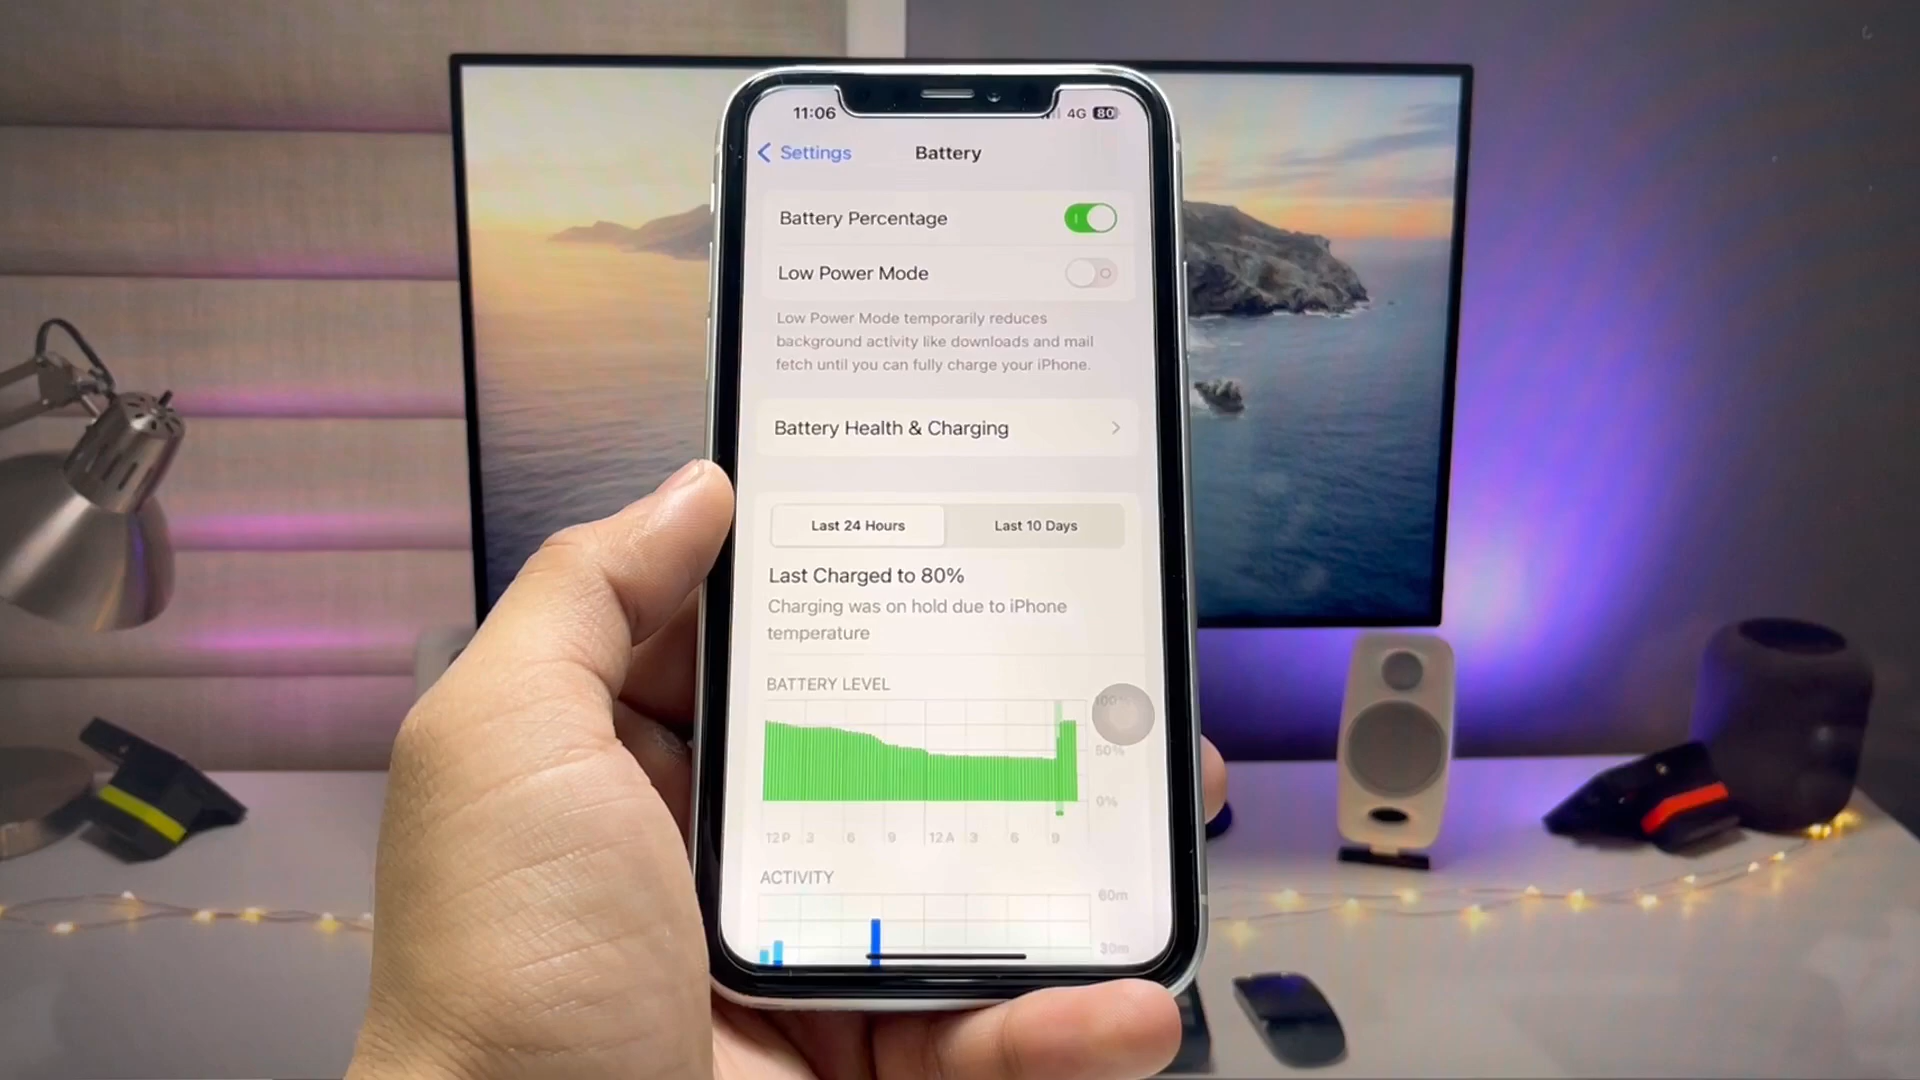 11:06 4G 80
Settings Battery
Battery Percentage
Low Power Mode
Low Power Mode temporarily reduces
background activity like downloads and mail
fetch until you can fully charge your iPhone.
Battery Health & Charging
Last 24 Hours Last 10 Days
Last Charged to 80%
Charging was on hold due to iPhone
temperature
BATTERY LEVEL
100%
50%
0%
12 P 3 6 9 12 A 3 6 9
ACTIVITY
60m
30m